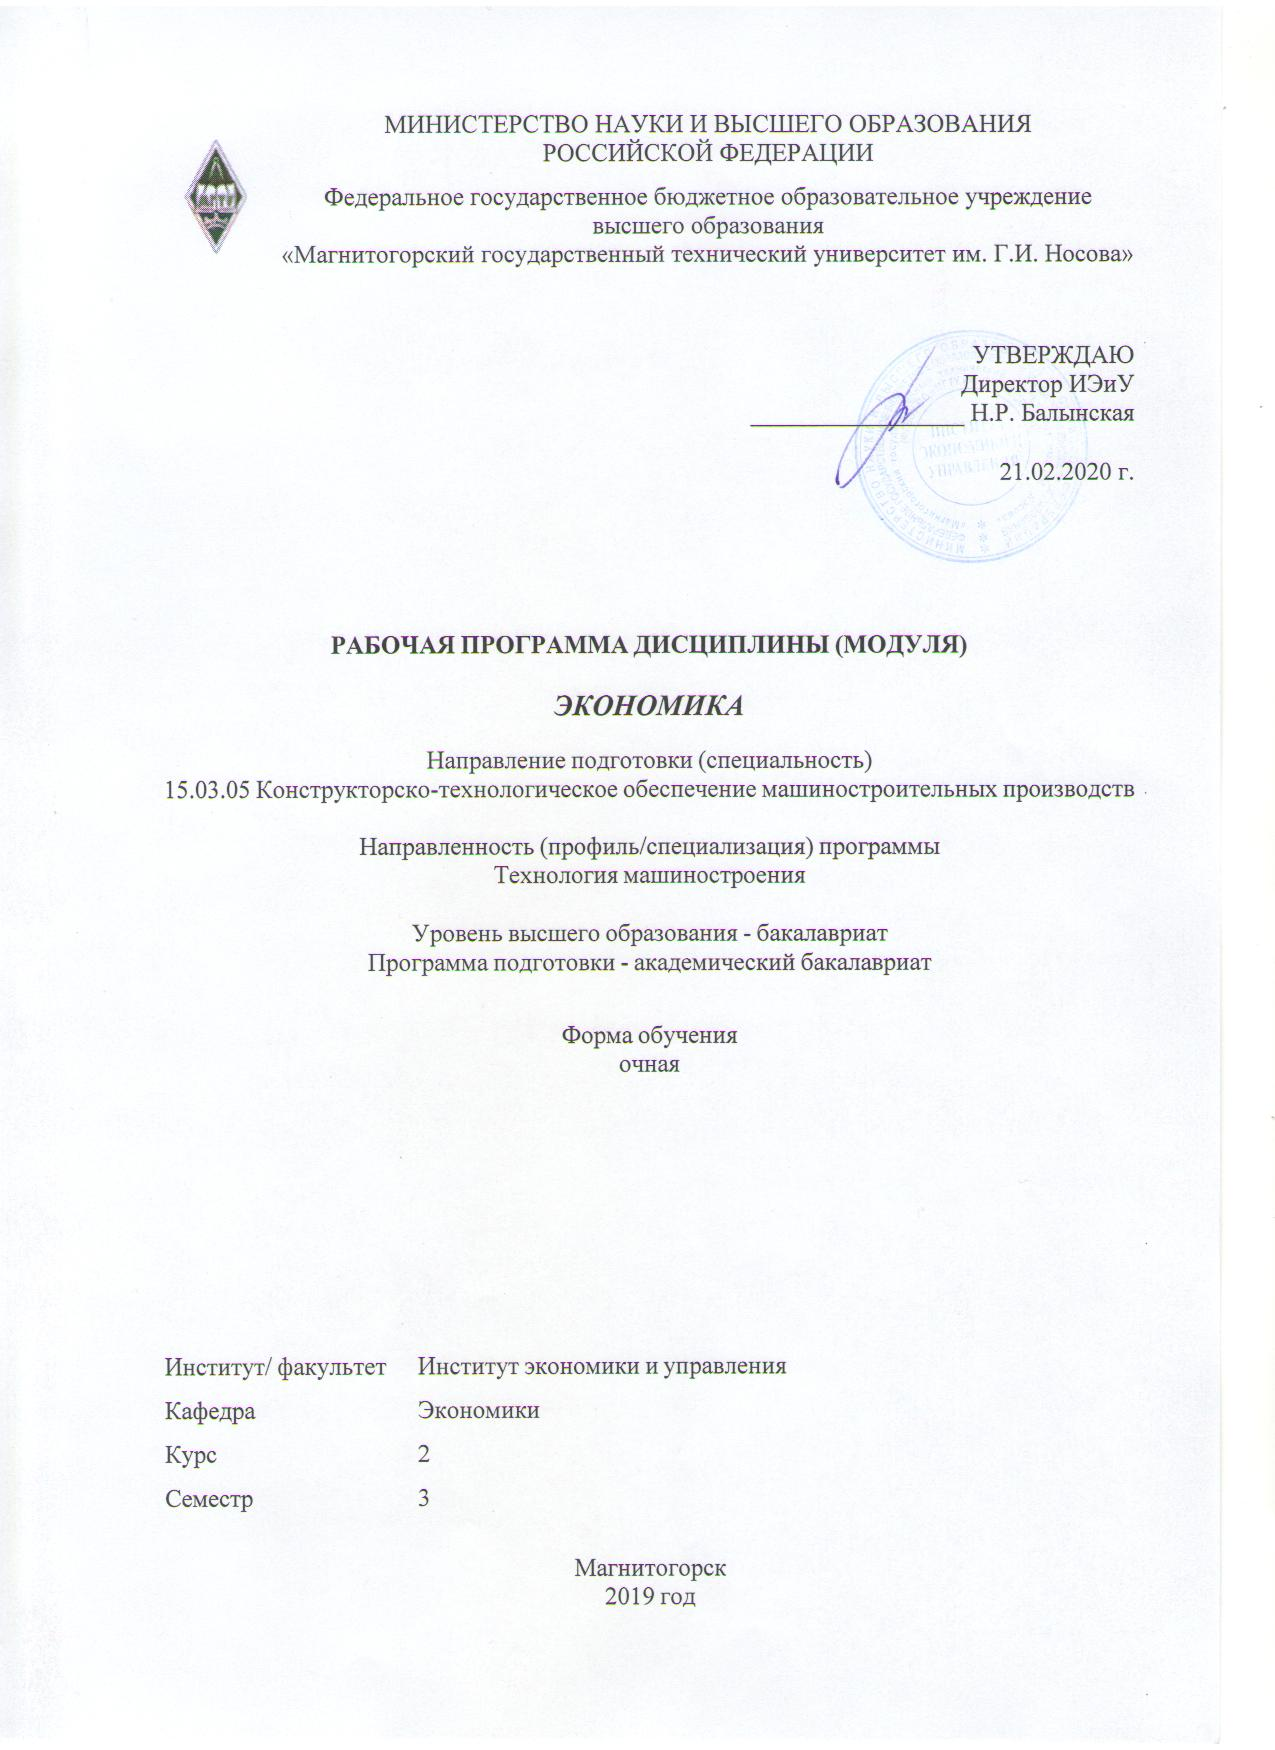 МИНИСТЕРСТВО НАУКИ И ВЫСШЕГО ОБРАЗОВАНИЯ
РОССИЙСКОЙ ФЕДЕРАЦИИ
Федеральное государственное бюджетное образовательное учреждение
высшего образования
«Магнитогорский государственный технический университет им. Г.И. Носова»
УТВЕРЖДАЮ
Директор ИЭиУ
Н.Р. Балынская
ИНСТИТУТ
ЭКОНОМИКИ И
УПРАВЛЕНИЯ
21.02.2020 г.
РАБОЧАЯ ПРОГРАММА ДИСЦИПЛИНЫ (МОДУЛЯ)
ЭКОНОМИКА
Направление подготовки (специальность)
15.03.05 Конструкторско-технологическое обеспечение машиностроительных производств
Направленность (профиль/специализация) программы
Технология машиностроения
Уровень высшего образования - бакалавриат
Программа подготовки - академический бакалавриат
Форма обучения
очная
Институт/ факультет Институт экономики и управления
Кафедра Экономики
Курс 2
Семестр 3
Магнитогорск
2019 год